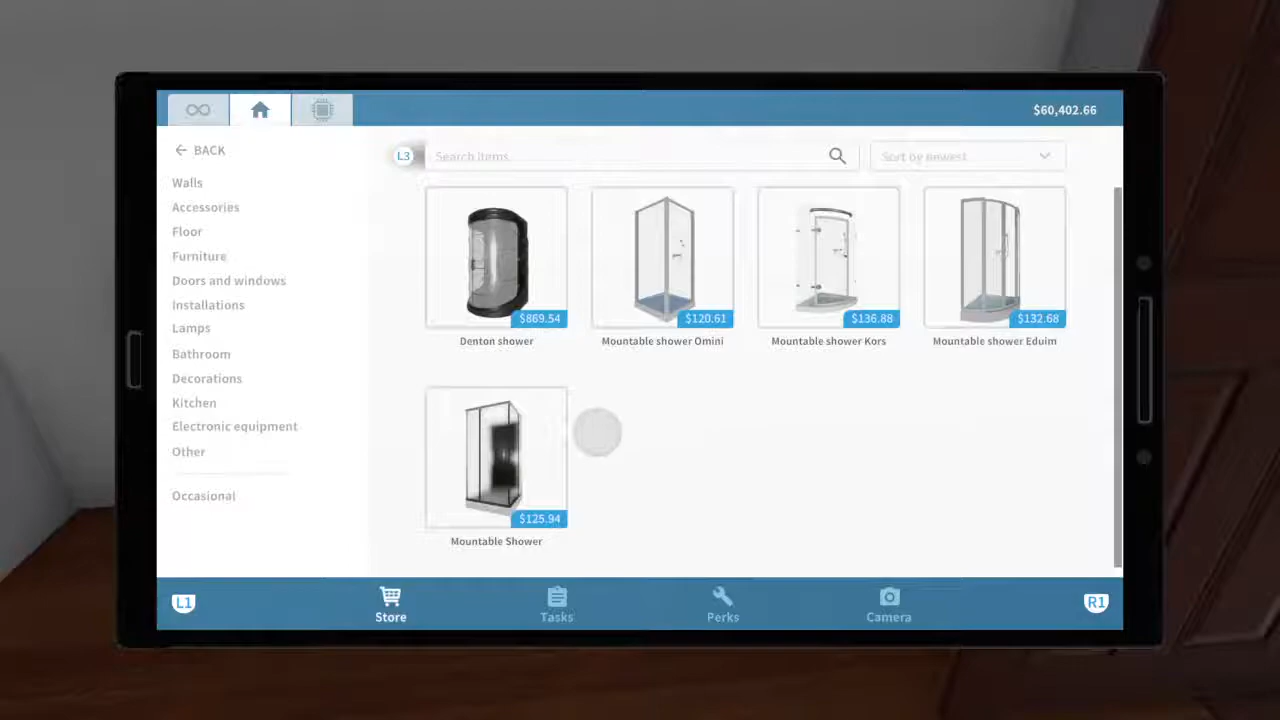 $60,402.66
BACK
L3
Search items...
Sort by newest
Walls
Accessories
Floor
Furniture
Doors and windows
Installations
Lamps
Bathroom
Decorations
Kitchen
Electronic equipment
Other
Occasional
$869.54
$120.61
$136.88
$132.68
Denton shower
Mountable shower Omini
Mountable shower Kors
Mountable shower Eduim
$125.94
Mountable Shower
L1
Store
Tasks
Perks
Camera
R1